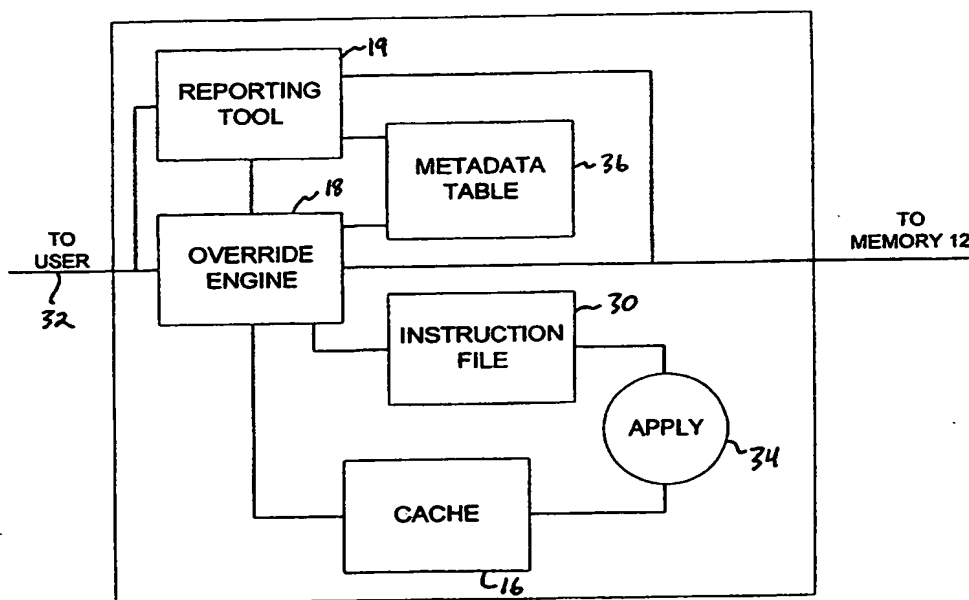 19
REPORTING
TOOL
METADATA
TABLE
36
18
TO
USER
32
OVERRIDE
ENGINE
TO
MEMORY 12
30
INSTRUCTION
FILE
APPLY
34
CACHE
16